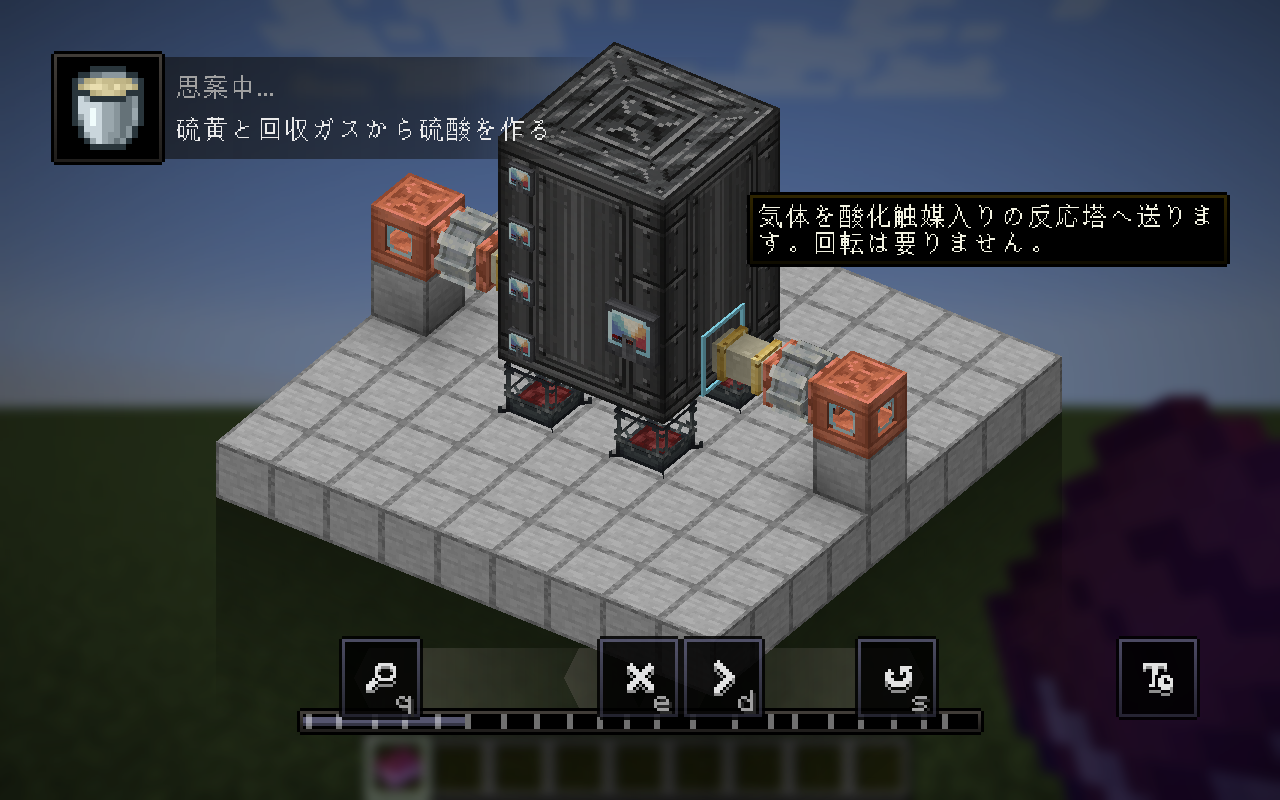 思案中...
硫黄と回収ガスから硫酸を作る
気体を酸化触媒入りの反応塔へ送りま
す。回転は要りません。
q
e
d
s